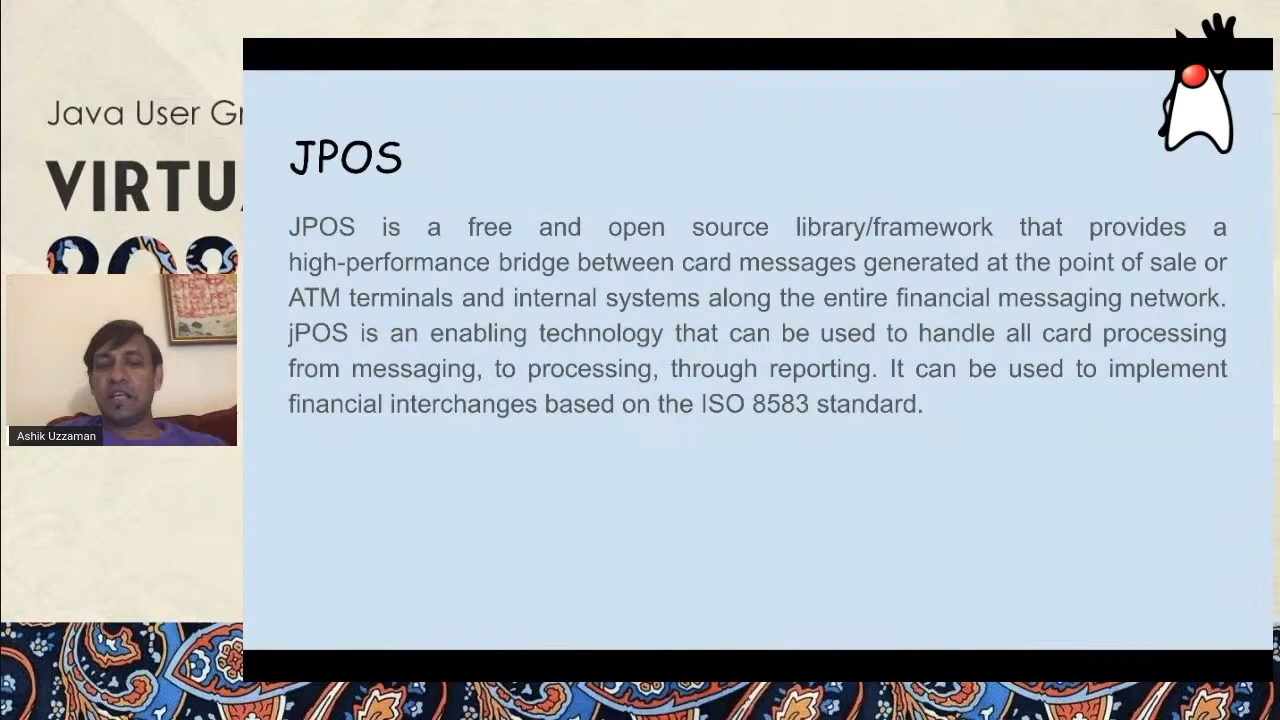 Java User Gr
VIRTU
JPOS
JPOS is a free and open source library/framework that provides a
high-performance bridge between card messages generated at the point of sale or
ATM terminals and internal systems along the entire financial messaging network.
jPOS is an enabling technology that can be used to handle all card processing
from messaging, to processing, through reporting. It can be used to implement
financial interchanges based on the ISO 8583 standard.
Ashik Uzzaman